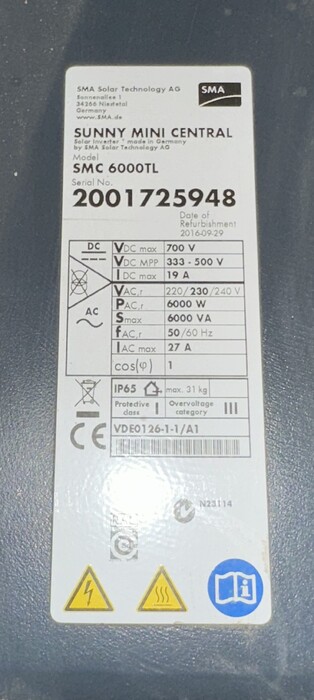 SMA Solar Technology AG
Sonnenallee 1
34266 Niestetal
Germany
www.SMA.de
SMA
SUNNY MINI CENTRAL
Solar Inverter * made in Germany
by SMA Solar Technology AG
Model
SMC 6000TL
Serial No.
2001725948
Date of
Refurbishment
2016-09-29
DC
VDC max 700 V
VDC MPP 333 - 500 V
IDC max 19 A
VAC,r 220/230/240 V
AC
PAC,r 6000 W
Smax 6000 VA
fAC,r 50/60 Hz
IAC max 27 A
cos(φ) 1
IP65 max. 31kg
Protective class I Overvoltage category III
CE VDE0126-1-1/A1
N23114